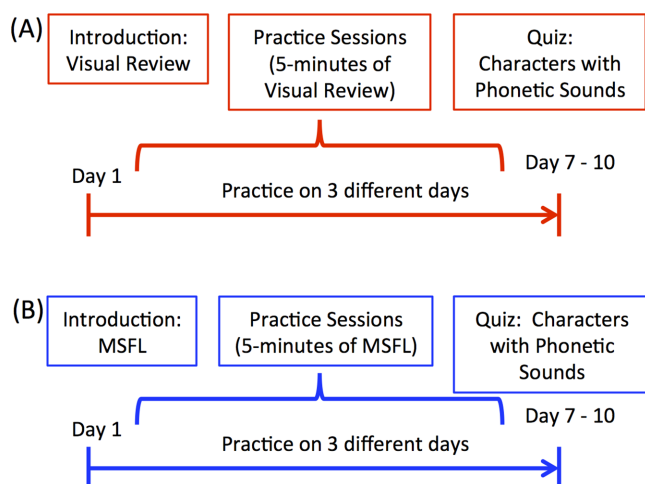 (A)
Introduction:
Visual Review
Practice Sessions
(5-minutes of
Visual Review)
Quiz:
Characters with
Phonetic Sounds
Day 1
Practice on 3 different days
Day 7 - 10
(B)
Introduction:
MSFL
Practice Sessions
(5-minutes of MSFL)
Quiz: Characters
with Phonetic
Sounds
Day 1
Practice on 3 different days
Day 7 - 10